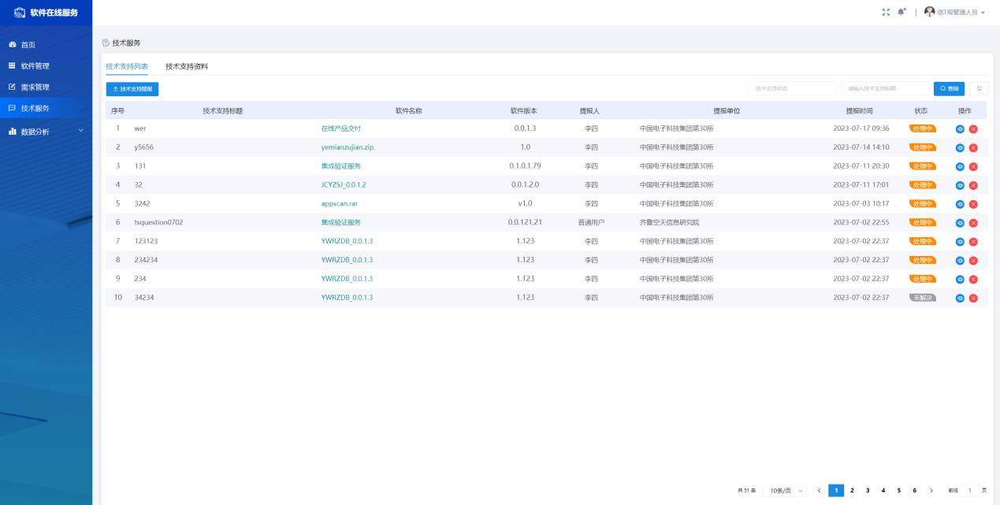 软件在线服务
信T局管理人员
首页
软件管理
需求管理
技术服务
数据分析
技术服务
技术支持列表 技术支持资料
技术支持提报 技术支持状态 请输入技术支持标题 查询
序号 技术支持标题 软件名称 软件版本 提报人 提报单位 提报时间 状态 操作
1 wer 在线产品交付 0.0.1.3 李四 中国电子科技集团第30所 2023-07-17 09:36 处理中
2 y5656 yemianzujian.zip 1.0 李四 中国电子科技集团第30所 2023-07-14 14:10 处理中
3 131 集成验证服务 0.1.0.1.79 李四 中国电子科技集团第30所 2023-07-11 20:30 处理中
4 32 JCYZSJ_0.0.1.2 0.0.1.2.0 李四 中国电子科技集团第30所 2023-07-11 17:01 处理中
5 3242 appscan.rar v1.0 李四 中国电子科技集团第30所 2023-07-03 10:17 处理中
6 tsquestion0702 集成验证服务 0.0.121.21 普通用户 齐鲁空天信息研究院 2023-07-02 22:55 处理中
7 123123 YWRZDB_0.0.1.3 1.123 李四 中国电子科技集团第30所 2023-07-02 22:37 处理中
8 234234 YWRZDB_0.0.1.3 1.123 李四 中国电子科技集团第30所 2023-07-02 22:37 处理中
9 234 YWRZDB_0.0.1.3 1.123 李四 中国电子科技集团第30所 2023-07-02 22:37 处理中
10 34234 YWRZDB_0.0.1.3 1.123 李四 中国电子科技集团第30所 2023-07-02 22:37 未解决
共 51 条 10条/页 1 2 3 4 5 6 前往 1 页